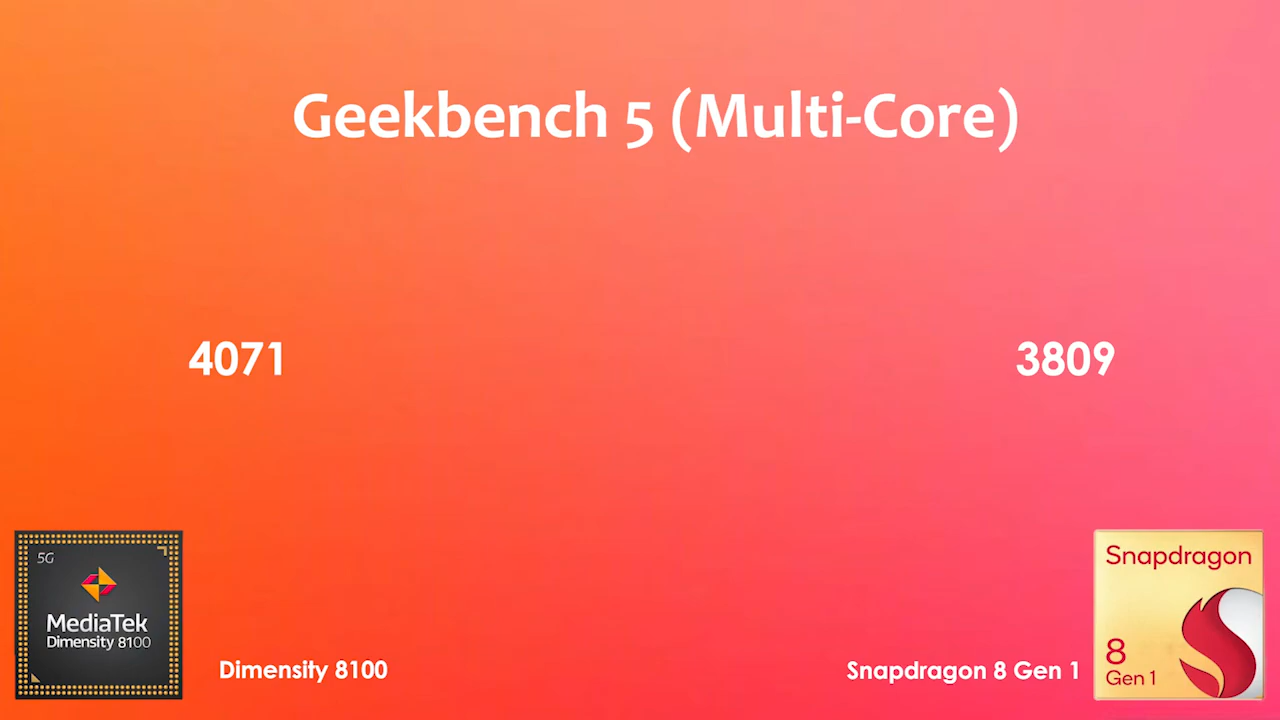 Geekbench 5 (Multi-Core)
4071
3809
5G
MediaTek
Dimensity 8100
Dimensity 8100
Snapdragon 8 Gen 1
Snapdragon
8
Gen 1